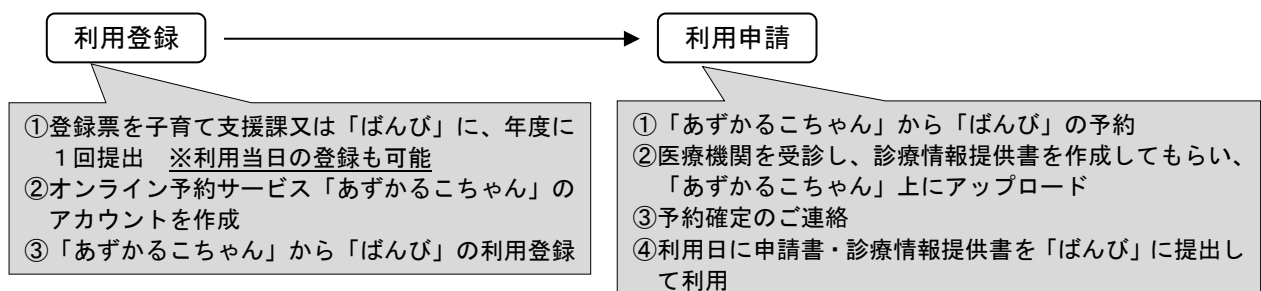 利用登録
利用申請
①登録票を子育て支援課又は「ばんび」に、年度に
１回提出　※利用当日の登録も可能
②オンライン予約サービス「あずかるこちゃん」の
アカウントを作成
③「あずかるこちゃん」から「ばんび」の利用登録
①「あずかるこちゃん」から「ばんび」の予約
②医療機関を受診し、診療情報提供書を作成してもらい、
「あずかるこちゃん」上にアップロード
③予約確定のご連絡
④利用日に申請書・診療情報提供書を「ばんび」に提出し
て利用